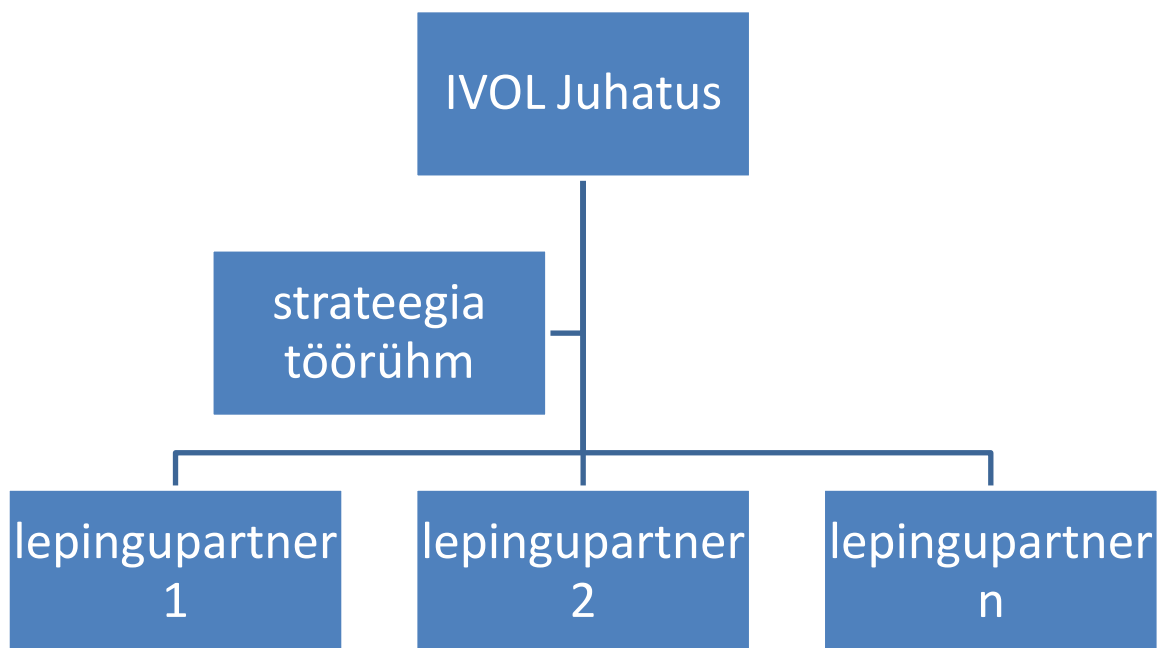 IVOL Juhatus
strateegia
töörühm
lepingupartner
1
lepingupartner
2
lepingupartner
n